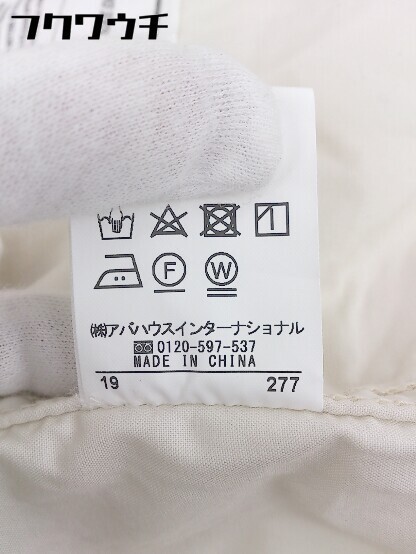 フクワウチ
F
W
(株)アバハウスインターナショナル
0120-597-537
MADE IN CHINA
19 277